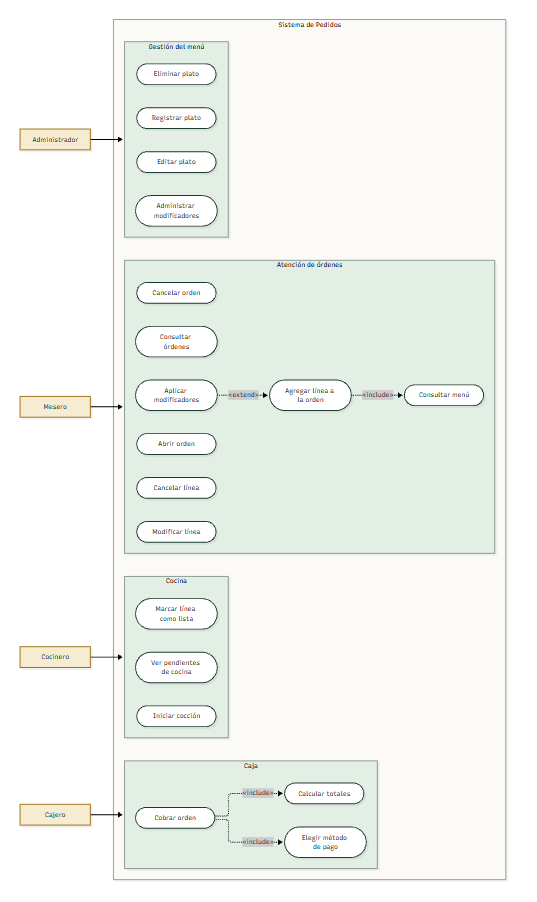 Sistema de Pedidos
Gestión del menú
Eliminar plato
Registrar plato
Administrador
Editar plato
Administrar
modificadores
Atención de órdenes
Cancelar orden
Consultar
órdenes
Mesero
Aplicar
modificadores
«extend»
Agregar línea a
la orden
«include»
Consultar menú
Abrir orden
Cancelar línea
Modificar línea
Cocina
Marcar línea
como lista
Cocinero
Ver pendientes
de cocina
Iniciar cocción
Caja
Cajero
Cobrar orden
«include»
Calcular totales
«include»
Elegir método
de pago